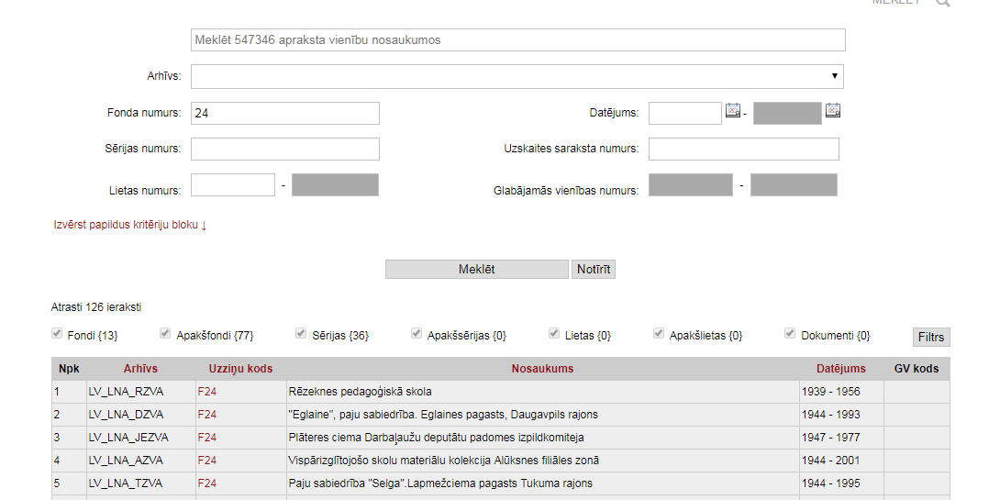 MEKLĒT
Meklēt 547346 apraksta vienību nosaukumos
Arhīvs:
Fonda numurs: 24 Datējums: -
Sērijas numurs: Uzskaites saraksta numurs:
Lietas numurs: - Glabājamās vienības numurs: -
Izvērst papildus kritēriju bloku ↓
Meklēt Notīrīt
Atrasti 126 ieraksti
Fondi {13} Apakšfondi {77} Sērijas {36} Apakšsērijas {0} Lietas {0} Apakšlietas {0} Dokumenti {0} Filtrs
Npk Arhīvs Uzziņu kods Nosaukums Datējums GV kods
1 LV_LNA_RZVA F24 Rēzeknes pedagoģiskā skola 1939 - 1956
2 LV_LNA_DZVA F24 "Eglaine", paju sabiedrība. Eglaines pagasts, Daugavpils rajons 1944 - 1993
3 LV_LNA_JEZVA F24 Plāteres ciema Darbaļaužu deputātu padomes izpildkomiteja 1947 - 1977
4 LV_LNA_AZVA F24 Vispārizglītojošo skolu materiālu kolekcija Alūksnes filiāles zonā 1944 - 2001
5 LV_LNA_TZVA F24 Paju sabiedrība "Selga".Lapmežciema pagasts Tukuma rajons 1944 - 1995